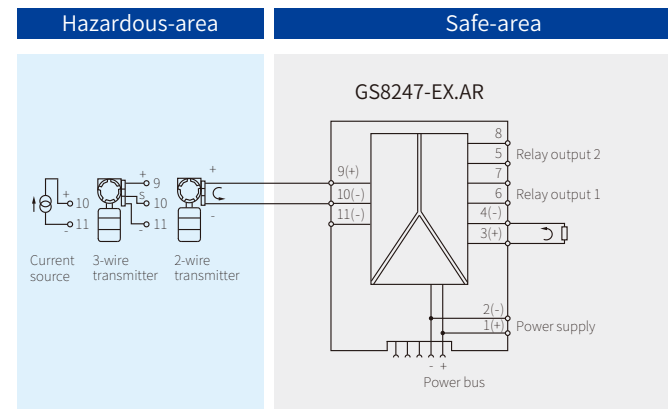 Hazardous-area
Safe-area
GS8247-EX.AR
8
5
Relay output 2
7
6
Relay output 1
4(-)
3(+)
9(+)
10(-)
11(-)
+
-
+
9
S
10
-
11
+
10
-
11
Current
source
3-wire
transmitter
2-wire
transmitter
2(-)
1(+)
Power supply
- +
Power bus